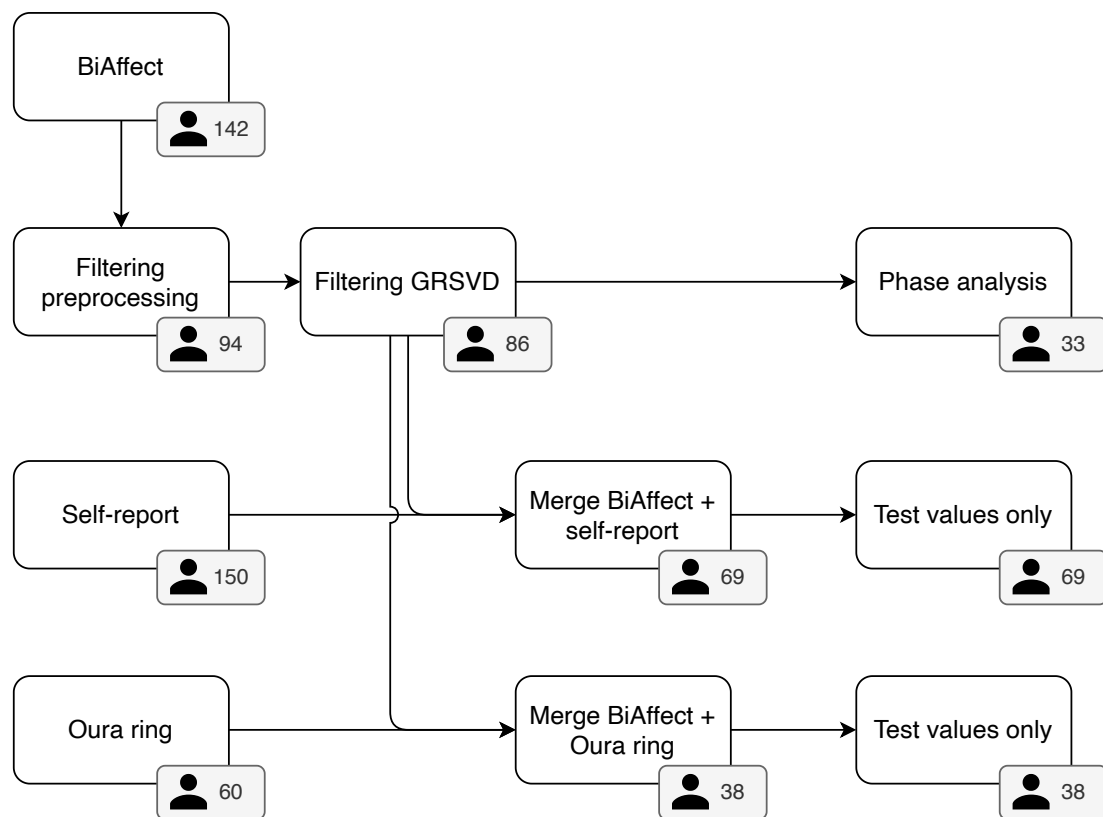 BiAffect
142
Filtering
preprocessing
94
Filtering GRSVD
86
Phase analysis
33
Self-report
150
Merge BiAffect +
self-report
69
Test values only
69
Oura ring
60
Merge BiAffect +
Oura ring
38
Test values only
38